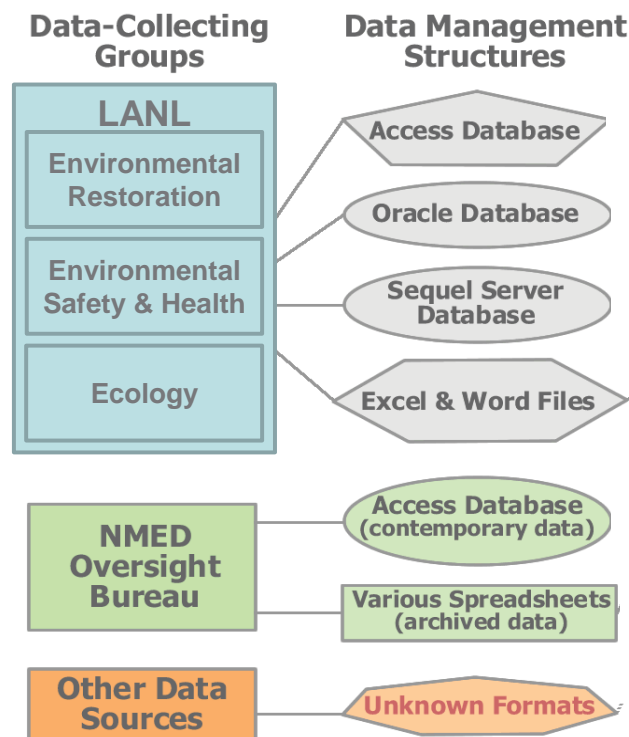 Data-Collecting
Groups
Data Management
Structures
LANL
Environmental
Restoration
Environmental
Safety & Health
Ecology
Access Database
Oracle Database
Sequel Server
Database
Excel & Word Files
NMED
Oversight
Bureau
Access Database
(contemporary data)
Various Spreadsheets
(archived data)
Other Data
Sources
Unknown Formats